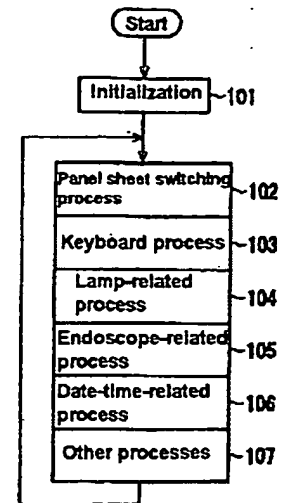 Start
Initialization
101
Panel sheet switching
process
102
Keyboard process
103
Lamp-related
process
104
Endoscope-related
process
105
Date-time-related
process
106
Other processes
107